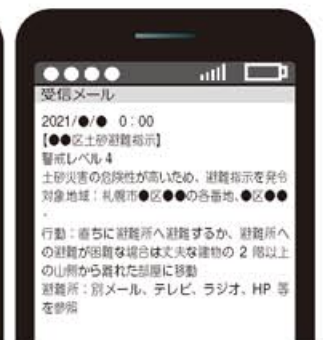 受信メール
2021/●/● 0:00
【●●区土砂避難指示】
警戒レベル 4
土砂災害の危険性が高いため、避難指示を発令
対象地域：札幌市●区●●の各番地、●区●●
・
行動：直ちに避難所へ避難するか、避難所へ
の避難が困難な場合は丈夫な建物の 2 階以上
の山側から離れた部屋に移動
避難所：別メール、テレビ、ラジオ、HP 等
を参照